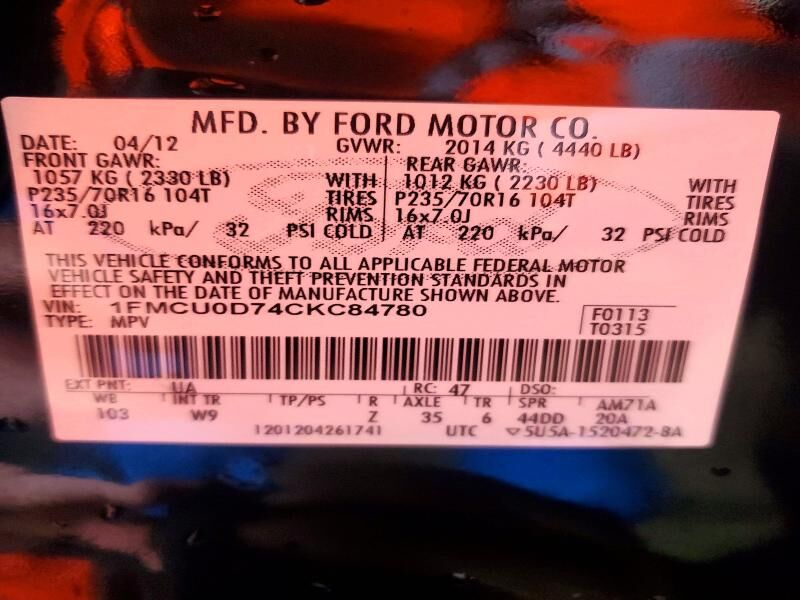 MFD. BY FORD MOTOR CO.
DATE: 04/12 GVWR: 2014 KG ( 4440 LB)
FRONT GAWR: REAR GAWR:
1057 KG ( 2330 LB) WITH 1012 KG ( 2230 LB) WITH
P235/70R16 104T TIRES P235/70R16 104T TIRES
16x7.0J RIMS 16x7.0J RIMS
AT 220 kPa/ 32 PSI COLD AT 220 kPa/ 32 PSI COLD
THIS VEHICLE CONFORMS TO ALL APPLICABLE FEDERAL MOTOR
VEHICLE SAFETY AND THEFT PREVENTION STANDARDS IN
EFFECT ON THE DATE OF MANUFACTURE SHOWN ABOVE.
VIN: 1FMCU0D74CKC84780 F0113
TYPE: MPV T0315
EXT PNT: UA RC: 47 DSO:
WB INT TR TP/PS R AXLE TR SPR AM71A
103 W9 Z 35 6 44DD 20A
1201204261741 UTC ▽5U5A-1520472-BA